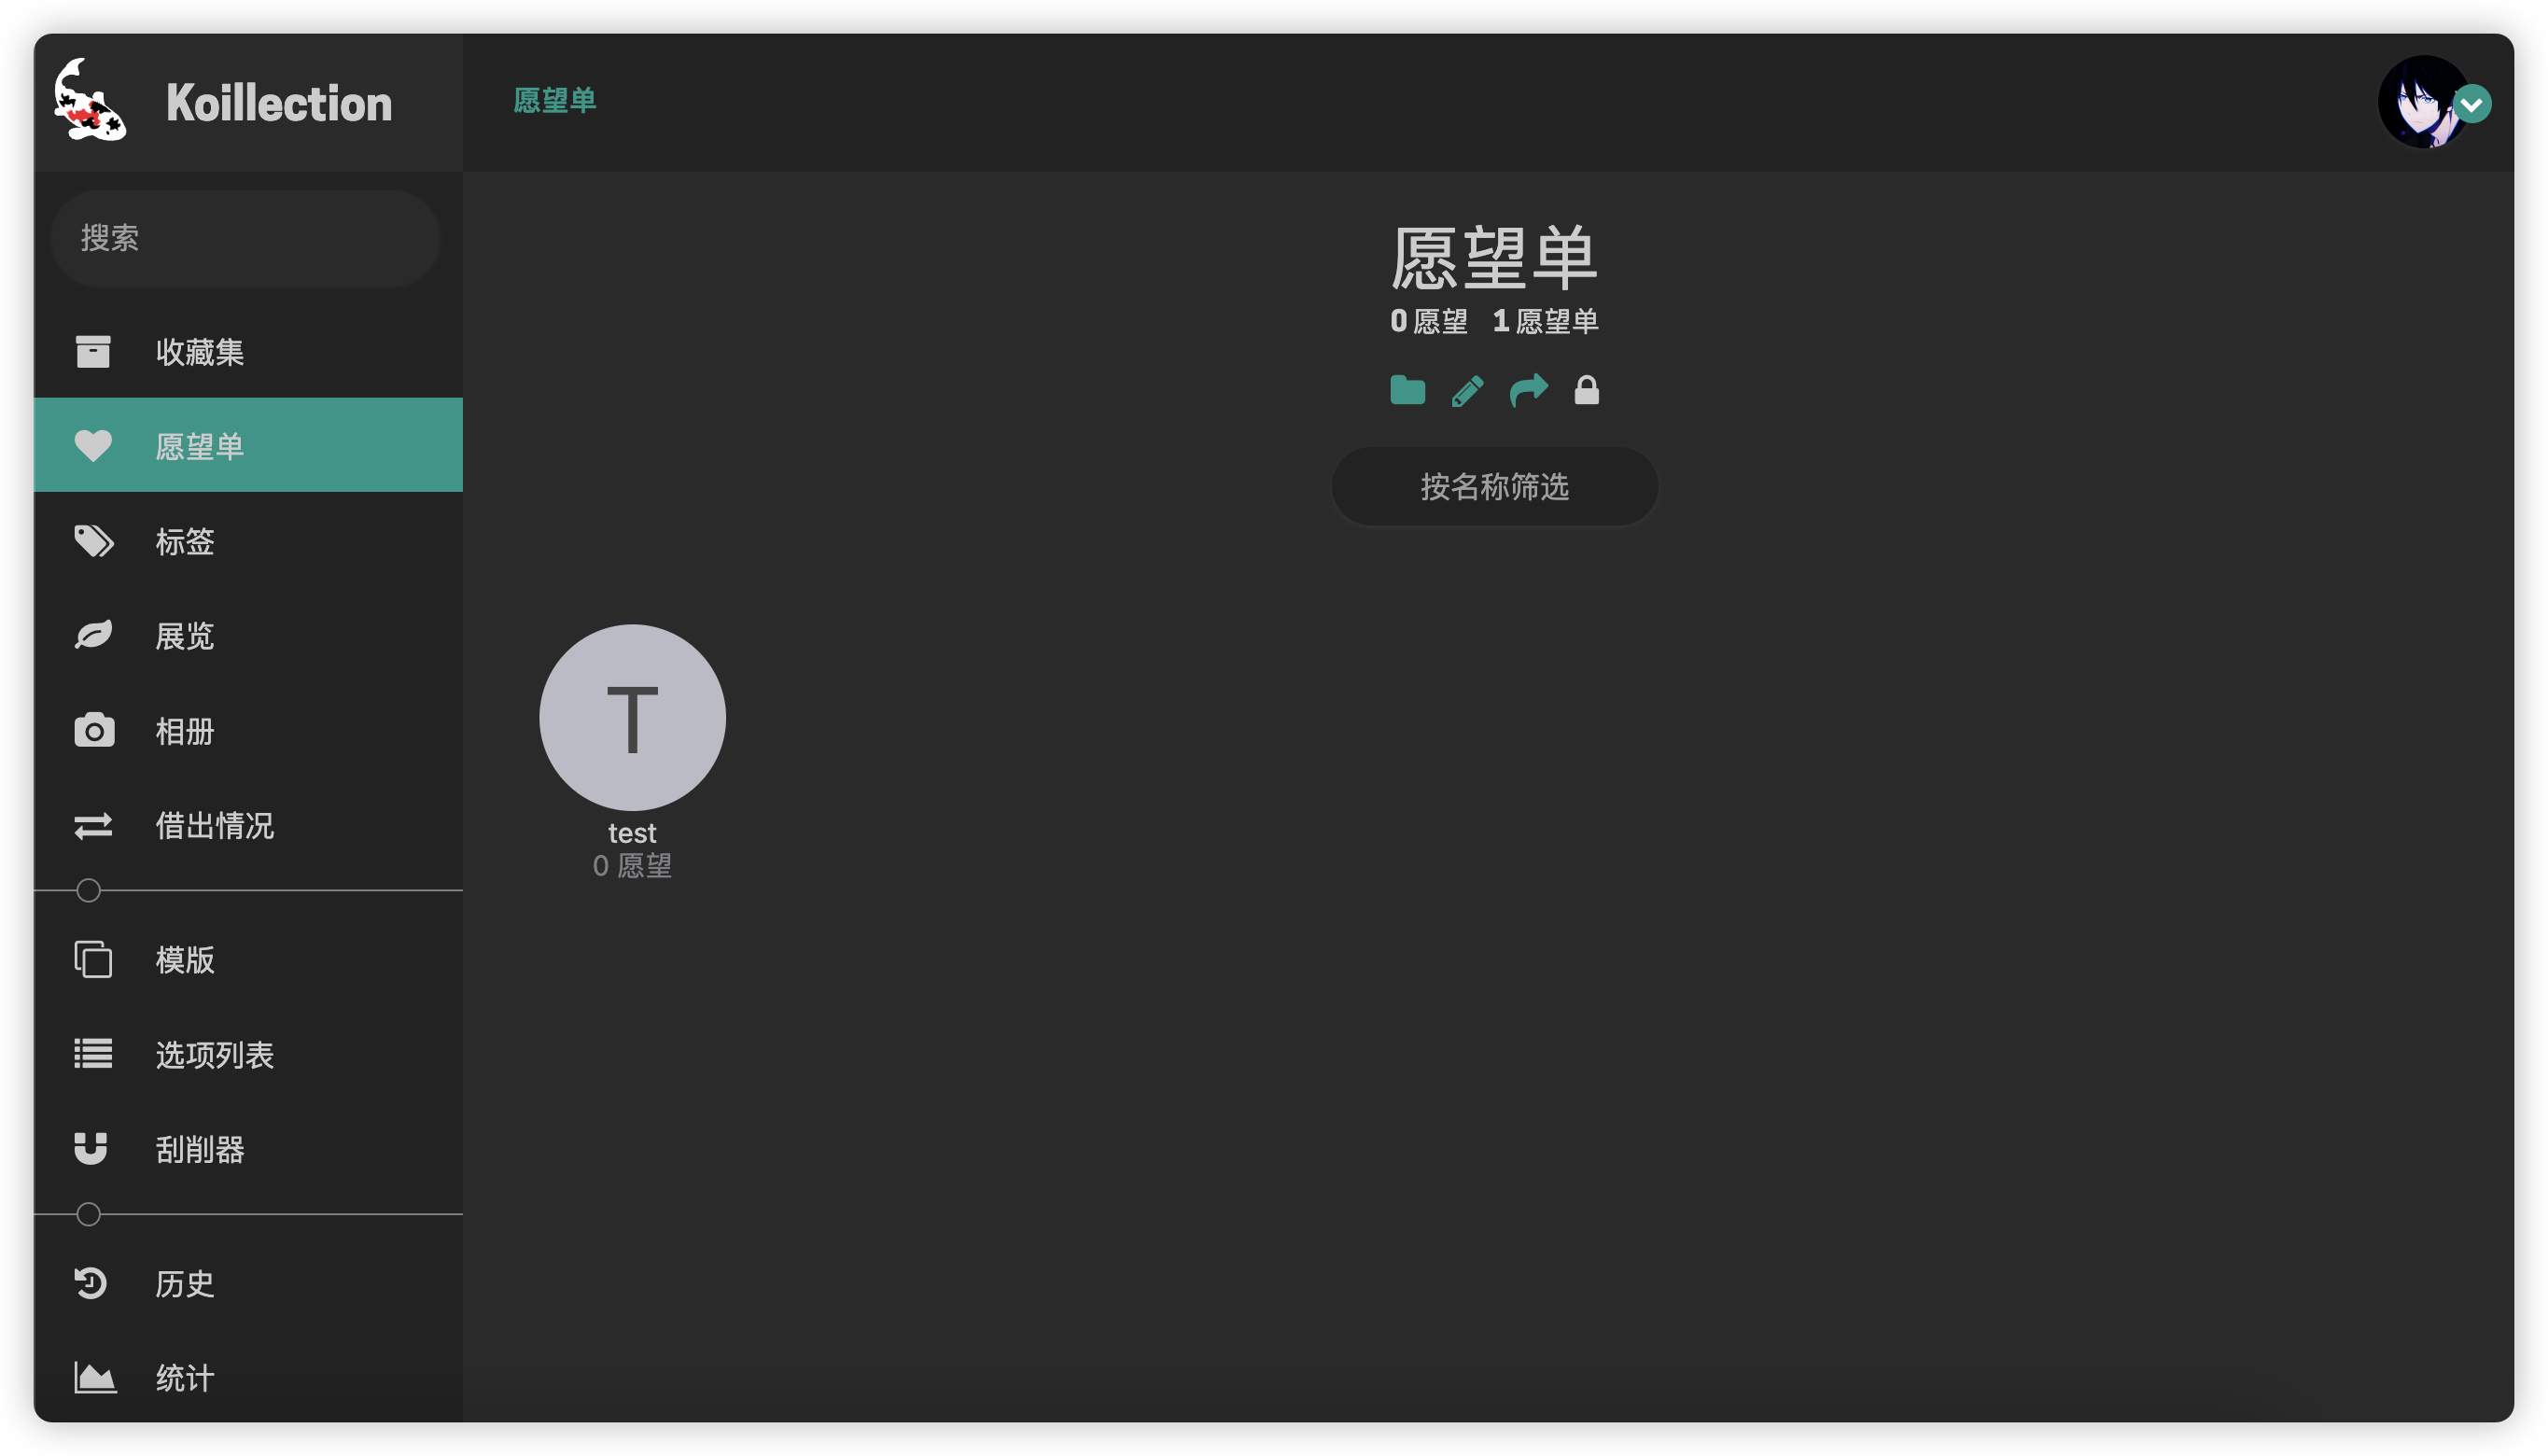 Koillection
愿望单
搜索
收藏集
愿望单
标签
展览
相册
借出情况
模版
选项列表
刮削器
历史
统计
愿望单
0 愿望 1 愿望单
按名称筛选
T
test
0 愿望